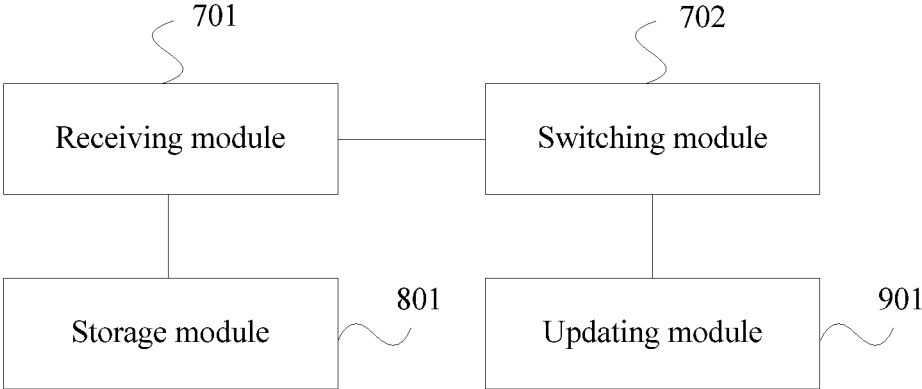 701
702
Receiving module
Switching module
801
901
Storage module
Updating module